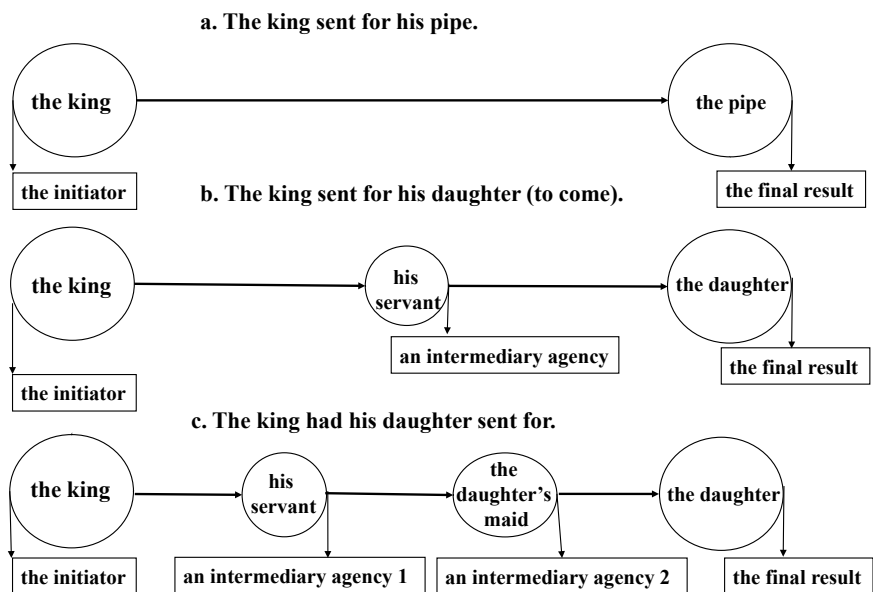 a. The king sent for his pipe.
the king
the pipe
the initiator
the final result
b. The king sent for his daughter (to come).
the king
his
servant
the daughter
an intermediary agency
the initiator
the final result
c. The king had his daughter sent for.
the king
his
servant
the
daughter's
maid
the daughter
the initiator
an intermediary agency 1
an intermediary agency 2
the final result